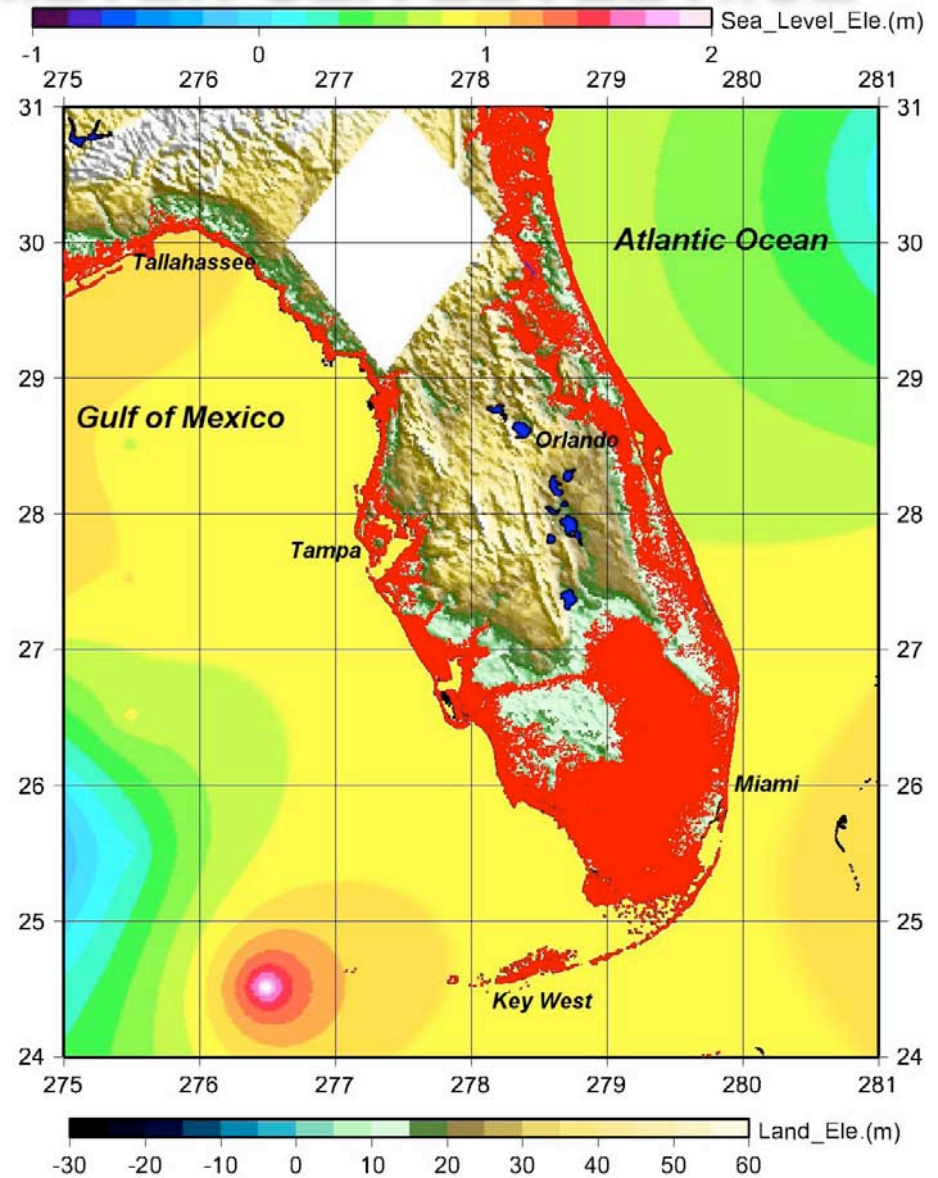 Sea_Level_Ele.(m)
-1 0 1 2
275 276 277 278 279 280 281
31 31
30 Atlantic Ocean 30
Tallahassee
29 29
Gulf of Mexico
Orlando
28 28
Tampa
27 27
26 Miami 26
25 25
Key West
24 24
275 276 277 278 279 280 281
Land_Ele.(m)
-30 -20 -10 0 10 20 30 40 50 60